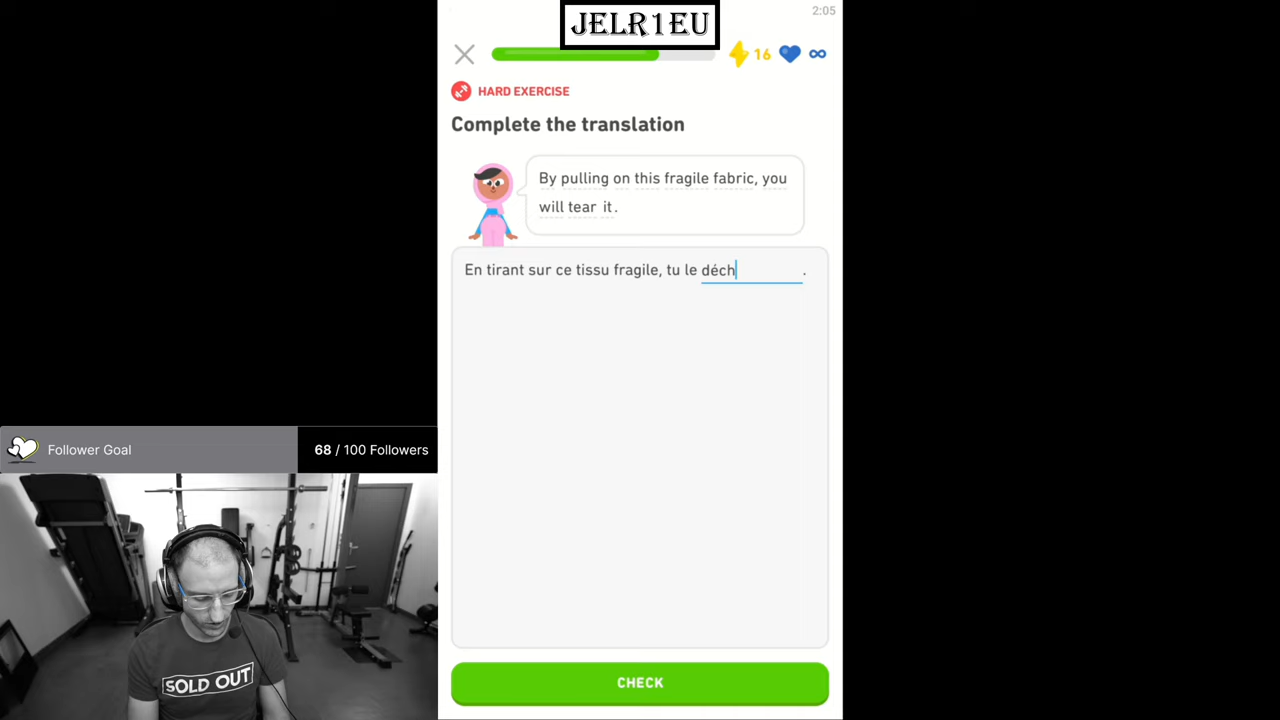 JELR1EU
2:05
16
HARD EXERCISE
Complete the translation
By pulling on this fragile fabric, you
will tear it.
En tirant sur ce tissu fragile, tu le déch .
Follower Goal
68 / 100 Followers
SOLD OUT
CHECK